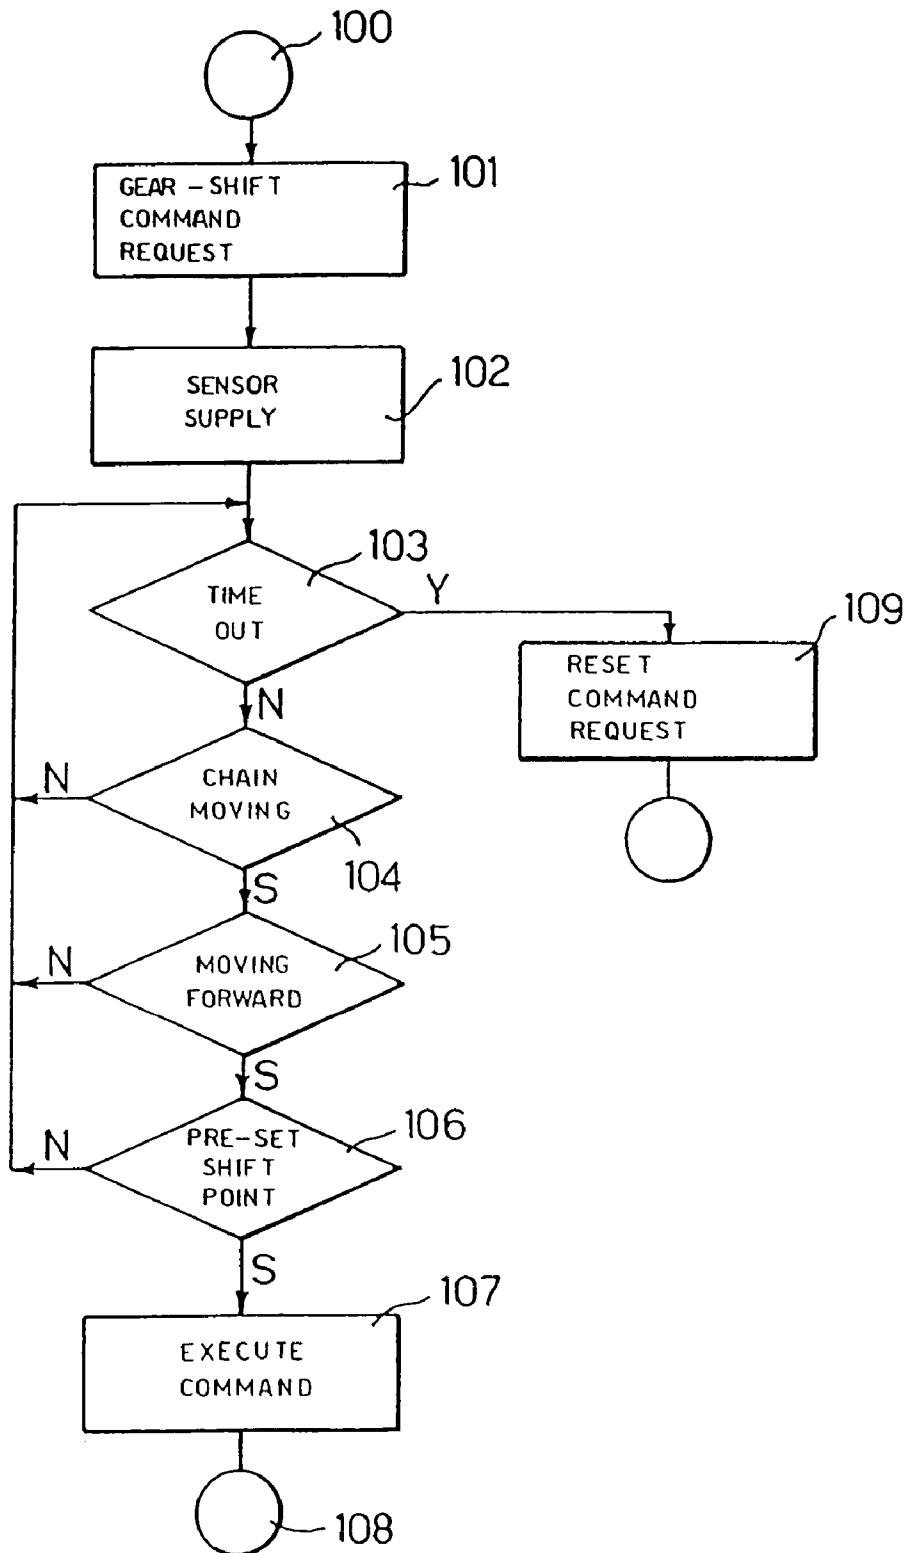 100
GEAR-SHIFT
COMMAND
REQUEST
101
SENSOR
SUPPLY
102
TIME
OUT
103
Y
N
RESET
COMMAND
REQUEST
109
CHAIN
MOVING
104
N
S
MOVING
FORWARD
105
N
S
PRE-SET
SHIFT
POINT
106
N
S
EXECUTE
COMMAND
107
108